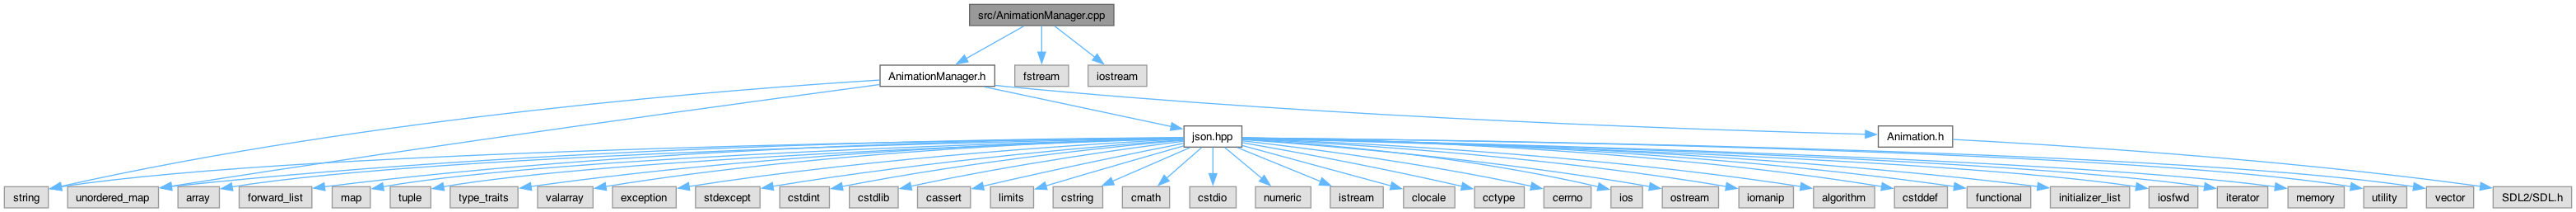 src/AnimationManager.cpp
AnimationManager.h
fstream
iostream
json.hpp
Animation.h
string
unordered_map
array
forward_list
map
tuple
type_traits
valarray
exception
stdexcept
cstdint
cstdlib
cassert
limits
cstring
cmath
cstdio
numeric
istream
clocale
cctype
cerrno
ios
ostream
iomanip
algorithm
cstddef
functional
initializer_list
iosfwd
iterator
memory
utility
vector
SDL2/SDL.h